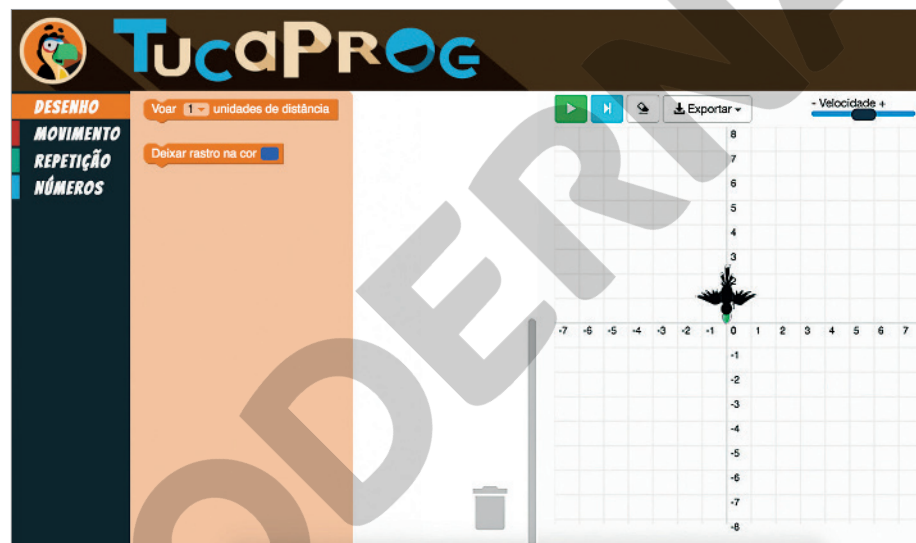 TUCAPROG
DESENHO
MOVIMENTO
REPETIÇÃO
NÚMEROS
Voar 1 unidades de distância
Deixar rastro na cor
Exportar
- Velocidade +
8
7
6
5
4
3
2
-7 -6 -5 -4 -3 -2 -1 0 1 2 3 4 5 6 7
-1
-2
-3
-4
-5
-6
-7
-8
MODERNA